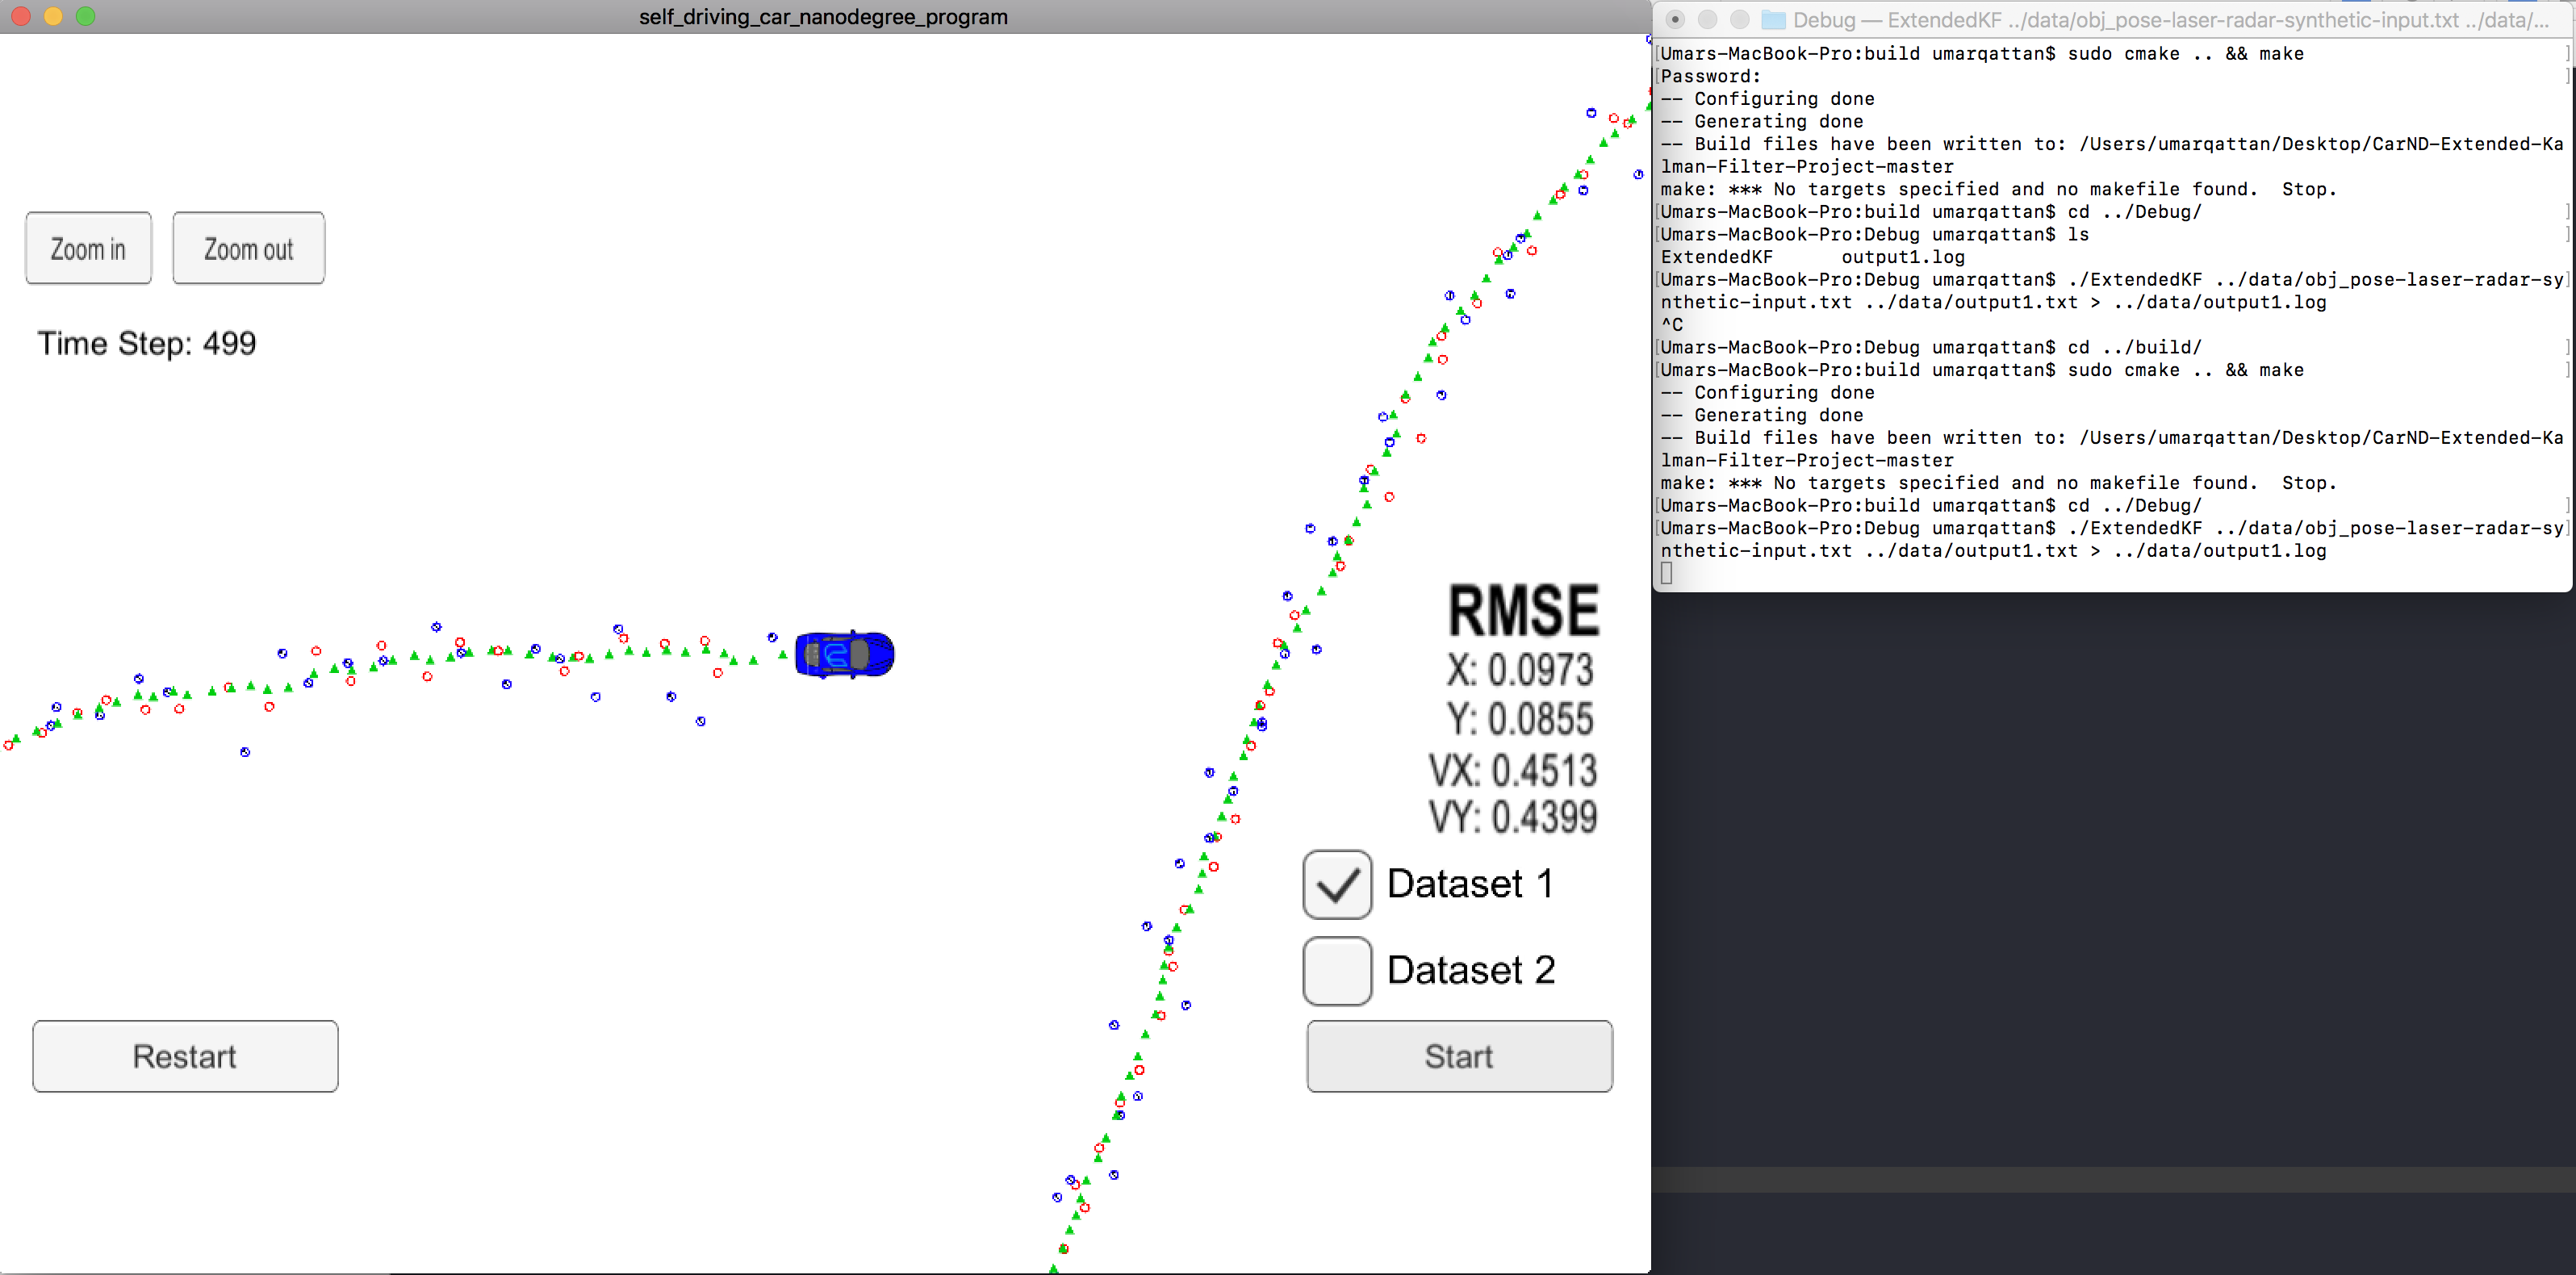 self_driving_car_nanodegree_program
Zoom in
Zoom out
Time Step: 499
RMSE
X: 0.0973
Y: 0.0855
VX: 0.4513
VY: 0.4399
Dataset 1
Dataset 2
Restart
Start
Debug — ExtendedKF ../data/obj_pose-laser-radar-synthetic-input.txt ../data/...
[Umars-MacBook-Pro:build umarqattan$ sudo cmake .. && make ]
[Password: ]
-- Configuring done
-- Generating done
-- Build files have been written to: /Users/umarqattan/Desktop/CarND-Extended-Ka
lman-Filter-Project-master
make: *** No targets specified and no makefile found.  Stop.
[Umars-MacBook-Pro:build umarqattan$ cd ../Debug/ ]
[Umars-MacBook-Pro:Debug umarqattan$ ls ]
ExtendedKF      output1.log
[Umars-MacBook-Pro:Debug umarqattan$ ./ExtendedKF ../data/obj_pose-laser-radar-sy]
nthetic-input.txt ../data/output1.txt > ../data/output1.log
^C
[Umars-MacBook-Pro:Debug umarqattan$ cd ../build/ ]
[Umars-MacBook-Pro:build umarqattan$ sudo cmake .. && make ]
-- Configuring done
-- Generating done
-- Build files have been written to: /Users/umarqattan/Desktop/CarND-Extended-Ka
lman-Filter-Project-master
make: *** No targets specified and no makefile found.  Stop.
[Umars-MacBook-Pro:build umarqattan$ cd ../Debug/ ]
[Umars-MacBook-Pro:Debug umarqattan$ ./ExtendedKF ../data/obj_pose-laser-radar-sy]
nthetic-input.txt ../data/output1.txt > ../data/output1.log